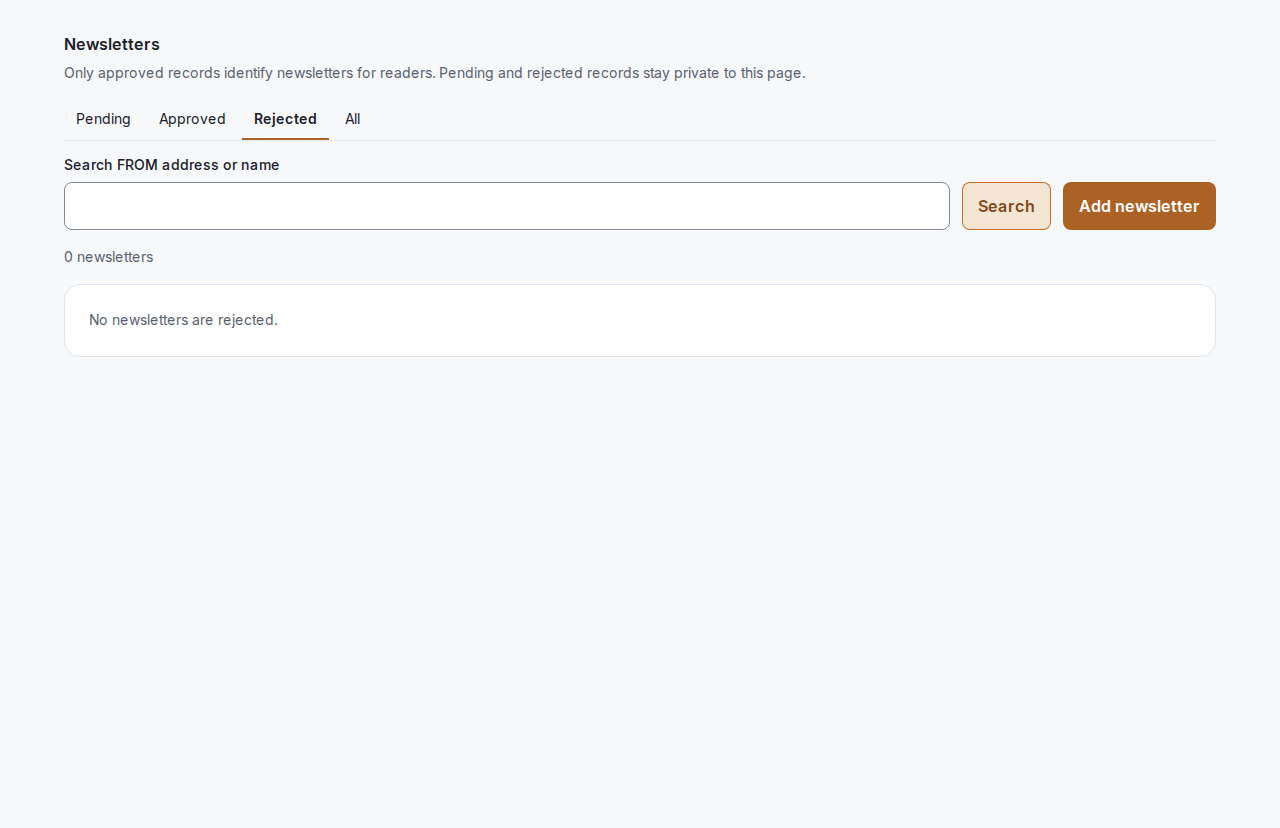 Newsletters
Only approved records identify newsletters for readers. Pending and rejected records stay private to this page.
Pending Approved Rejected All
Search FROM address or name
Search Add newsletter
0 newsletters
No newsletters are rejected.